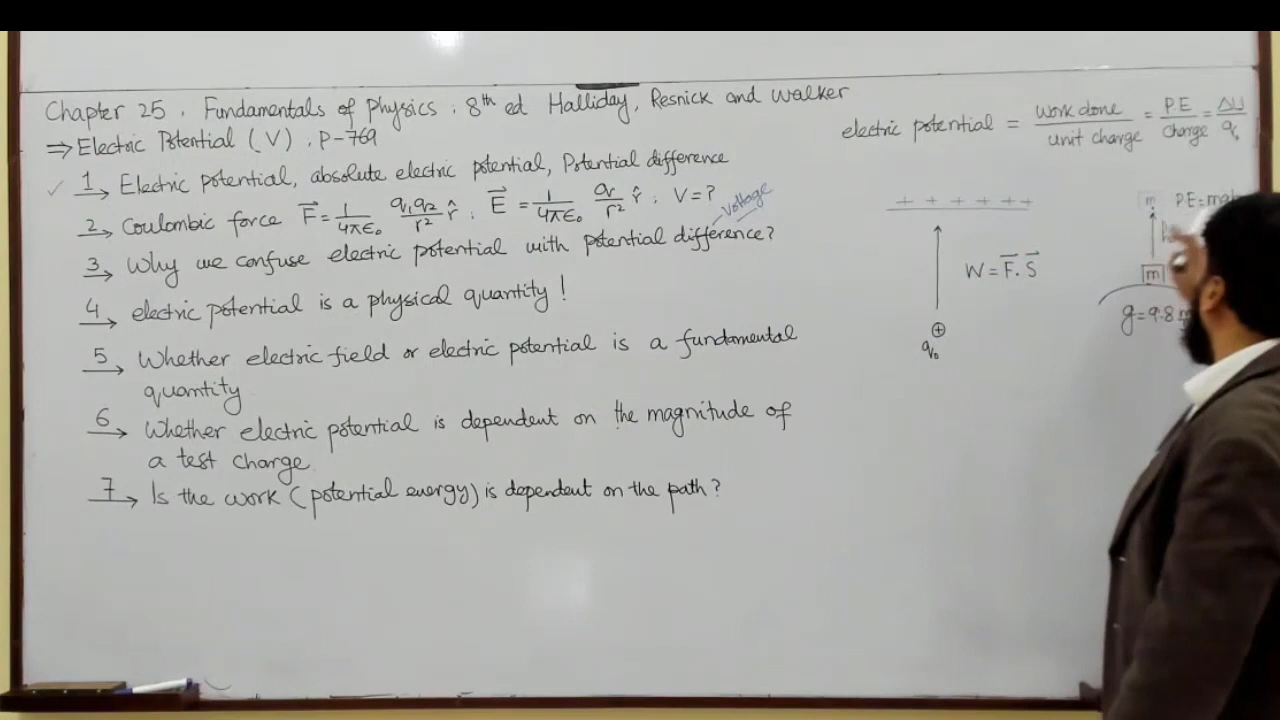 Chapter 25. Fundamentals of Physics. 8th ed Halliday, Resnick and Walker
⇒ Electric Potential (V). P-769
✓ 1→ Electric potential, absolute electric potential, Potential difference
2→ Coulombic force F⃗ = 1/4πε₀ q₁q₂/r² r̂ ; E⃗ = 1/4πε₀ q/r² r̂ ; V=?
Voltage
3→ Why we confuse electric potential with potential difference?
4→ electric potential is a physical quantity!
5→ Whether electric field or electric potential is a fundamental
quantity
6→ Whether electric potential is dependent on the magnitude of
a test charge
7→ Is the work (potential energy) is dependent on the path?
electric potential = work done/unit charge = P.E/Charge = ΔU/q₀
+ + + + + +
W = F⃗.S⃗
⊕
q₀
m P.E=
m
g=9.8